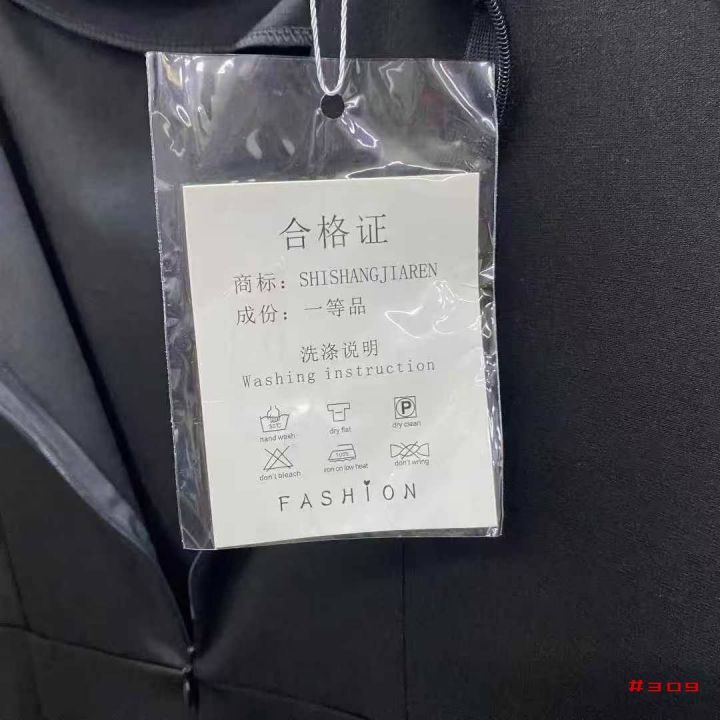 合格证
商标：SHISHANGJIAREN
成份：一等品
洗涤说明
Washing instruction
30℃
P
hand wash
dry flat
dry clean
don't bleach
iron on low heat
don't wring
FASHION
#309